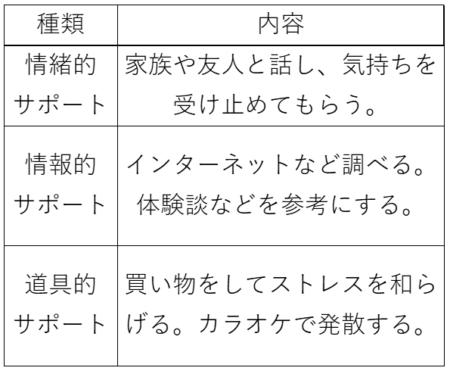 種類 内容
情緒的 家族や友人と話し、気持ちを
サポート 受け止めてもらう。
情報的 インターネットなど調べる。
サポート 体験談などを参考にする。
道具的 買い物をしてストレスを和ら
サポート げる。カラオケで発散する。